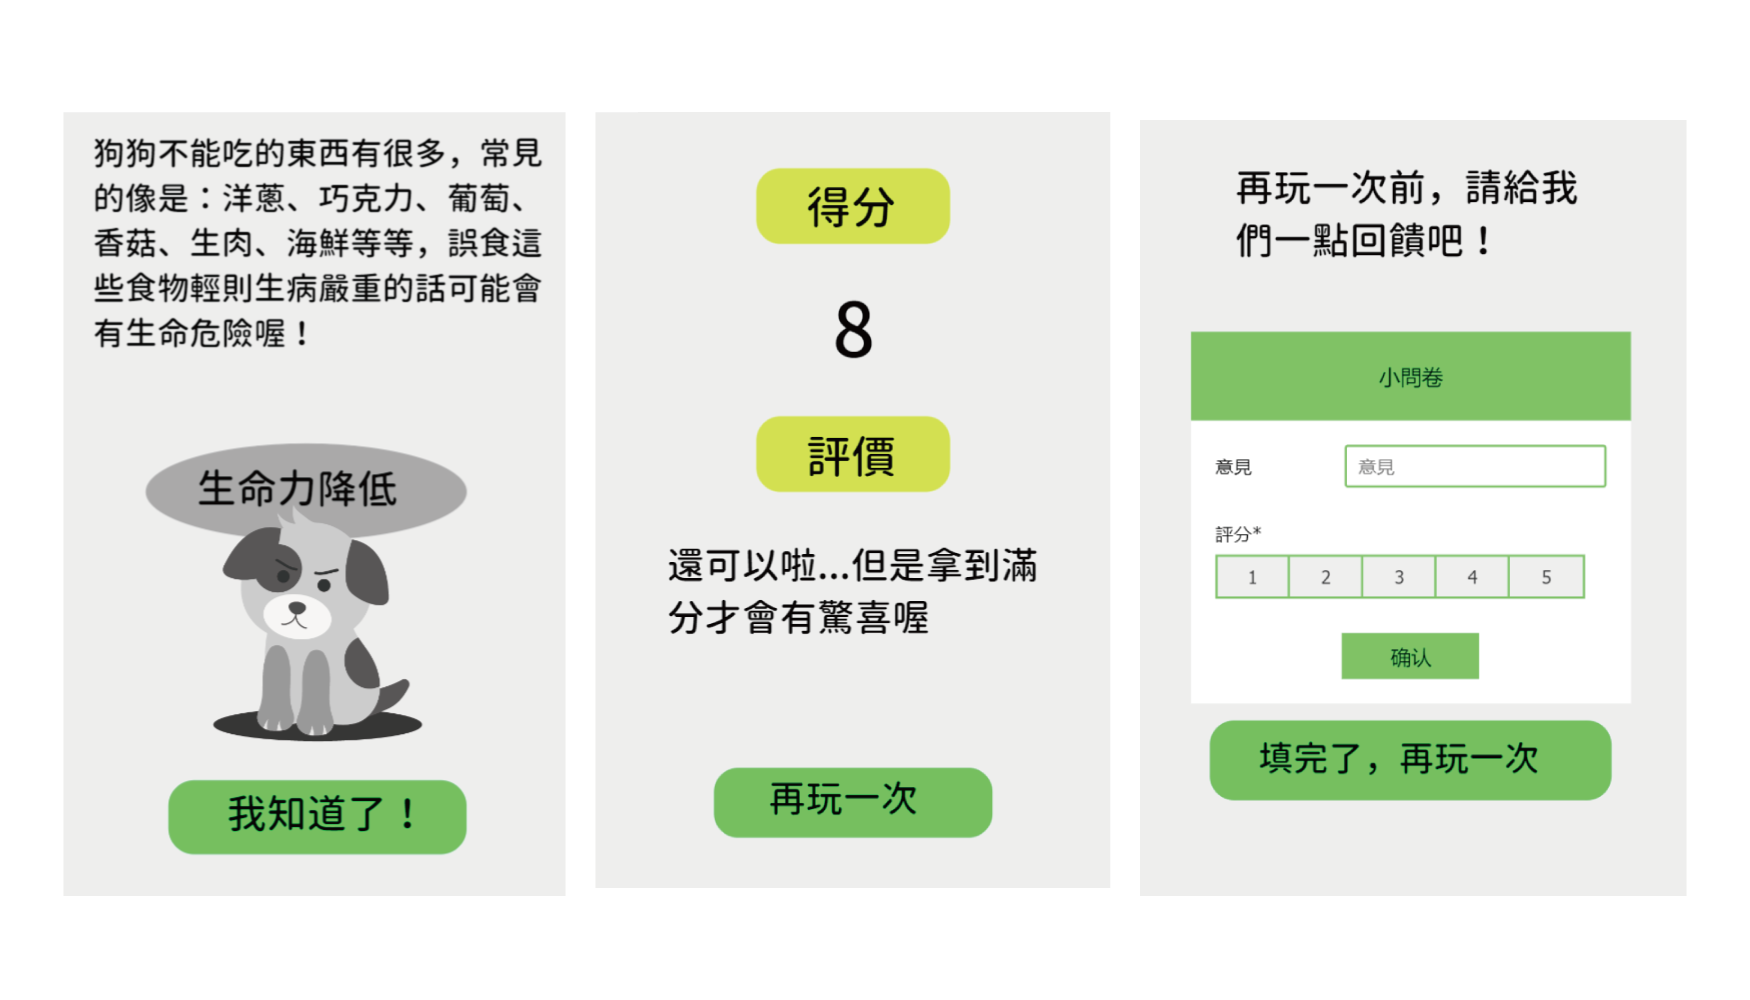 狗狗不能吃的東西有很多，常見
的像是：洋蔥、巧克力、葡萄、
香菇、生肉、海鮮等等，誤食這
些食物輕則生病嚴重的話可能會
有生命危險喔！
生命力降低
我知道了！
得分
8
評價
還可以啦...但是拿到滿
分才會有驚喜喔
再玩一次
再玩一次前，請給我
們一點回饋吧！
小問卷
意見
意見
評分*
1 2 3 4 5
确认
填完了，再玩一次